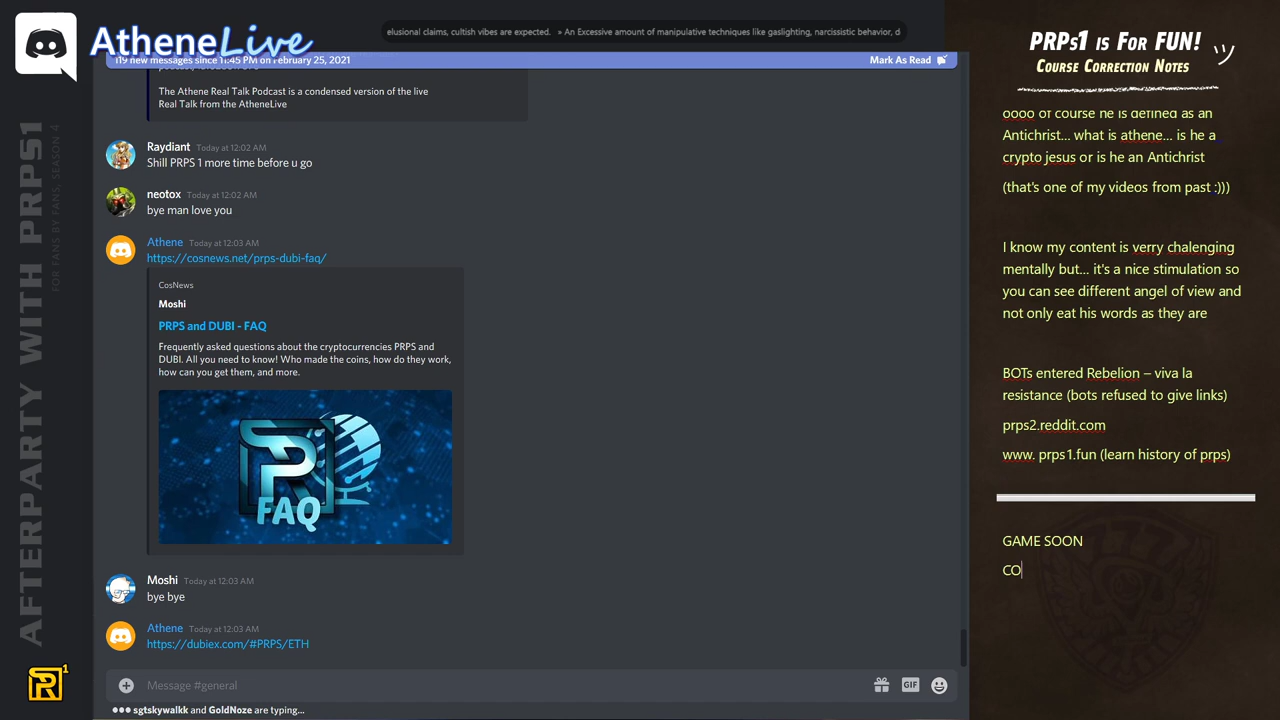 AtheneLive
elusional claims, cultish vibes are expected. » An Excessive amount of manipulative techniques like gaslighting, narcissistic behavior, d
119 new messages since 11:45 PM on February 25, 2021
Mark As Read
The Athene Real Talk Podcast is a condensed version of the live
Real Talk from the AtheneLive
Raydiant Today at 12:02 AM
Shill PRPS 1 more time before u go
neotox Today at 12:02 AM
bye man love you
Athene Today at 12:03 AM
https://cosnews.net/prps-dubi-faq/
CosNews
Moshi
PRPS and DUBI - FAQ
Frequently asked questions about the cryptocurrencies PRPS and
DUBI. All you need to know! Who made the coins, how do they work,
how can you get them, and more.
FAQ
Moshi Today at 12:03 AM
bye bye
Athene Today at 12:03 AM
https://dubiex.com/#PRPS/ETH
Message #general
GIF
sgtskywalkk and GoldNoze are typing...
AFTERPARTY WITH PRPS1
FOR FANS BY FANS, SEASON 4
1
PRPs1 is For FUN!
Course Correction Notes
ツ
oooo of course he is defined as an
Antichrist... what is athene... is he a
crypto jesus or is he an Antichrist
(that's one of my videos from past :)))
I know my content is verry chalenging
mentally but... it's a nice stimulation so
you can see different angel of view and
not only eat his words as they are
BOTs entered Rebelion – viva la
resistance (bots refused to give links)
prps2.reddit.com
www. prps1.fun (learn history of prps)
GAME SOON
CO